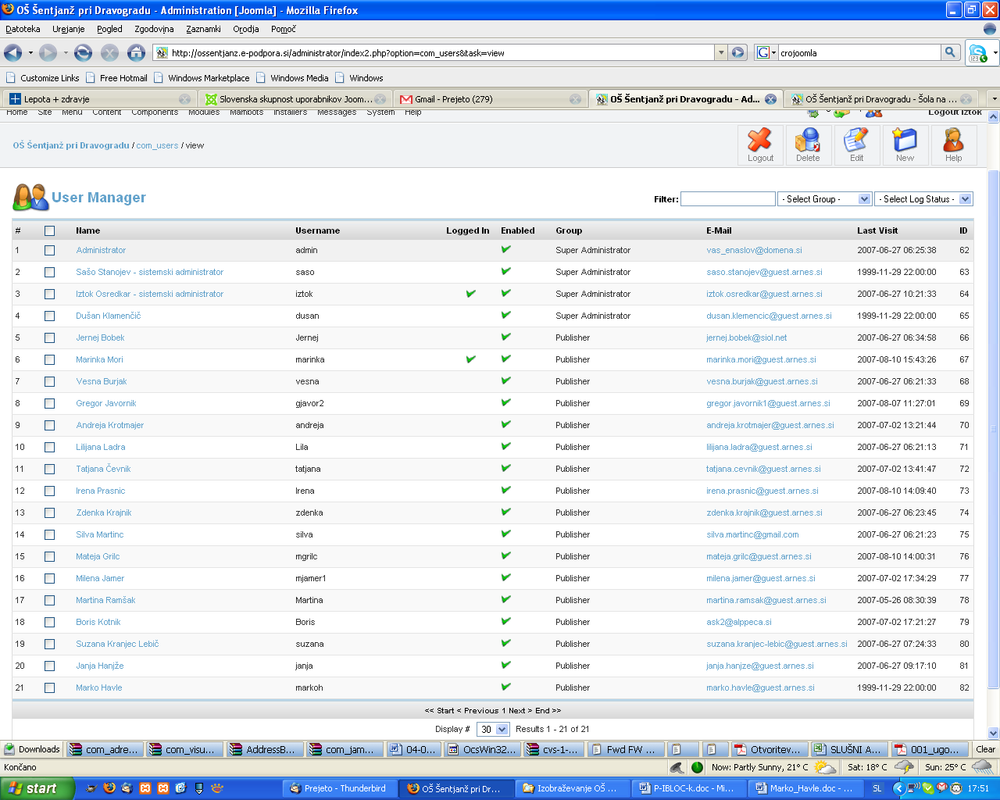 OŠ Šentjanž pri Dravogradu - Administration [Joomla] - Mozilla Firefox
Datoteka Urejanje Pogled Zgodovina Zaznamki Orodja Pomoč
http://ossentjanz.e-podpora.si/administrator/index2.php?option=com_users&task=view crojoomla
Customize Links Free Hotmail Windows Marketplace Windows Media Windows
Lepota + zdravje Slovenska skupnost uporabnikov Joom... Gmail - Prejeto (279) OŠ Šentjanž pri Dravogradu - Ad... OŠ Šentjanž pri Dravogradu - Šola na ...
Home Site Menu Content Components Modules Mambots Installers Messages System Help Logout iztok
OŠ Šentjanž pri Dravogradu / com_users / view
Logout Delete Edit New Help
User Manager
Filter: - Select Group - - Select Log Status -
# Name Username Logged In Enabled Group E-Mail Last Visit ID
1 Administrator admin Super Administrator vas_enaslov@domena.si 2007-06-27 06:25:38 62
2 Sašo Stanojev - sistemski administrator saso Super Administrator saso.stanojev@guest.arnes.si 1999-11-29 22:00:00 63
3 Iztok Osredkar - sistemski administrator iztok Super Administrator iztok.osredkar@guest.arnes.si 2007-06-27 10:21:33 64
4 Dušan Klamenčič dusan Super Administrator dusan.klemencic@guest.arnes.si 1999-11-29 22:00:00 65
5 Jernej Bobek Jernej Publisher jernej.bobek@siol.net 2007-06-27 06:34:58 66
6 Marinka Mori marinka Publisher marinka.mori@guest.arnes.si 2007-08-10 15:43:26 67
7 Vesna Burjak vesna Publisher vesna.burjak@guest.arnes.si 2007-06-27 06:21:33 68
8 Gregor Javornik gjavor2 Publisher gregor.javornik1@guest.arnes.si 2007-08-07 11:27:01 69
9 Andreja Krotmajer andreja Publisher andreja.krotmajer@guest.arnes.si 2007-07-02 13:21:44 70
10 Lilijana Ladra Lila Publisher lilijana.ladra@guest.arnes.si 2007-06-27 06:21:13 71
11 Tatjana Čevnik tatjana Publisher tatjana.cevnik@guest.arnes.si 2007-07-02 13:41:47 72
12 Irena Prasnic Irena Publisher irena.prasnic@guest.arnes.si 2007-08-10 14:09:40 73
13 Zdenka Krajnik zdenka Publisher zdenka.krajnik@guest.arnes.si 2007-06-27 06:23:45 74
14 Silva Martinc silva Publisher silva.martinc@gmail.com 2007-06-27 06:21:23 75
15 Mateja Grilc mgrilc Publisher mateja.grilc@guest.arnes.si 2007-08-10 14:00:31 76
16 Milena Jamer mjamer1 Publisher milena.jamer@guest.arnes.si 2007-07-02 17:34:29 77
17 Martina Ramšak Martina Publisher martina.ramsak@guest.arnes.si 2007-05-26 08:30:39 78
18 Boris Kotnik Boris Publisher ask2@alppeca.si 2007-07-02 17:21:27 79
19 Suzana Kranjec Lebič suzana Publisher suzana.kranjec-lebic@guest.arnes.si 2007-06-27 07:24:33 80
20 Janja Hanjže janja Publisher janja.hanjze@guest.arnes.si 2007-06-27 09:17:10 81
21 Marko Havle markoh Publisher marko.havle@guest.arnes.si 1999-11-29 22:00:00 82
<< Start < Previous 1 Next > End >>
Display # 30 Results 1 - 21 of 21
Downloads com_adre... com_visu... AddressB... com_jam... 04-0... OcsWin32... cvs-1-... Fwd FW ... Otvoritev... SLUŠNI A... 001_ugo... Clear
Končano Now: Partly Sunny, 21° C Sat: 18° C Sun: 25° C
start Prejeto - Thunderbird OŠ Šentjanž pri Dr... Izobraževanje OŠ ... P-IBLOC-k.doc - Mi... Marko_Havle.doc - ... SL 17:51